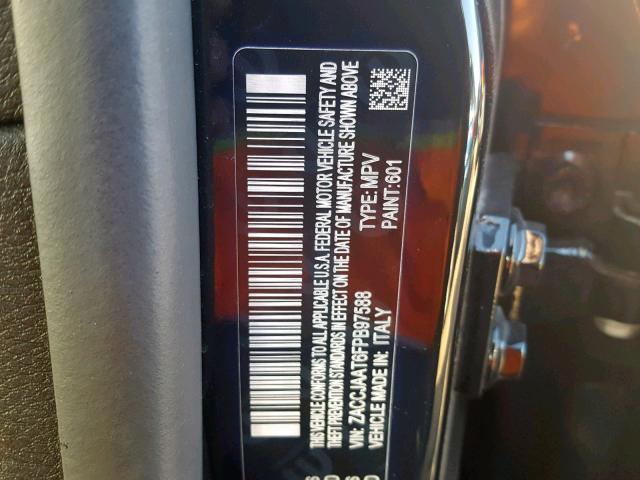 THIS VEHICLE CONFORMS TO ALL APPLICABLE U.S.A. FEDERAL MOTOR VEHICLE SAFETY AND
THEFT PREVENTION STANDARDS IN EFFECT ON THE DATE OF MANUFACTURE SHOWN ABOVE
VIN: ZACCJAAT6FPB97588 TYPE: MPV
VEHICLE MADE IN: ITALY PAINT: 601